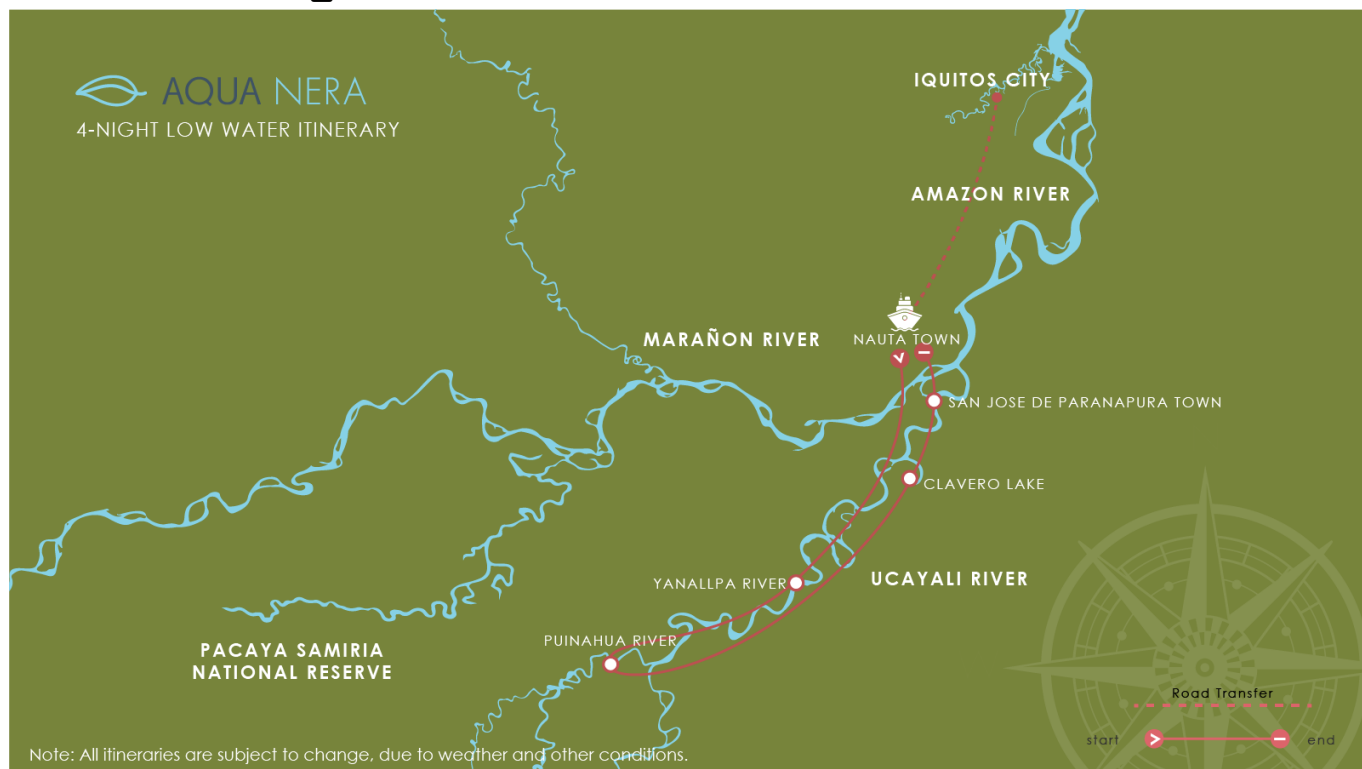 AQUA NERA
4-NIGHT LOW WATER ITINERARY
IQUITOS CITY
AMAZON RIVER
MARAÑON RIVER
NAUTA TOWN
SAN JOSE DE PARANAPURA TOWN
CLAVERO LAKE
YANALLPA RIVER
UCAYALI RIVER
PUINAHUA RIVER
PACAYA SAMIRIA
NATIONAL RESERVE
Road Transfer
start
end
Note: All itineraries are subject to change, due to weather and other conditions.